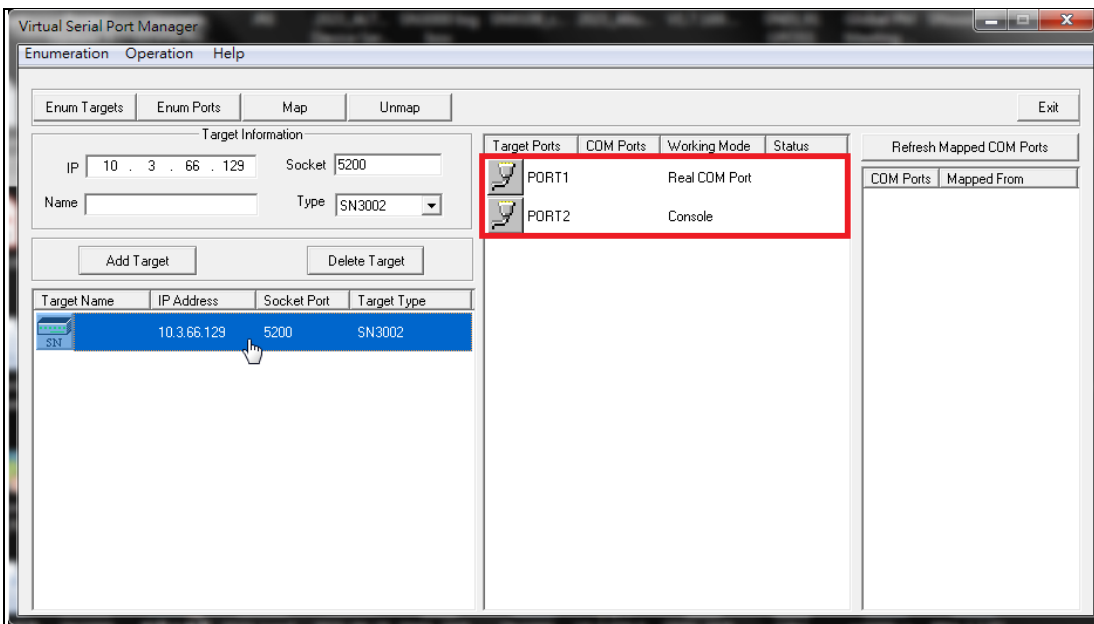 Virtual Serial Port Manager
Enumeration Operation Help
Enum Targets Enum Ports Map Unmap Exit
Target Information
IP 10 . 3 . 66 . 129 Socket 5200
Name Type SN3002
Add Target Delete Target
Target Name IP Address Socket Port Target Type
SN 10.3.66.129 5200 SN3002
Target Ports COM Ports Working Mode Status
PORT1 Real COM Port
PORT2 Console
Refresh Mapped COM Ports
COM Ports Mapped From